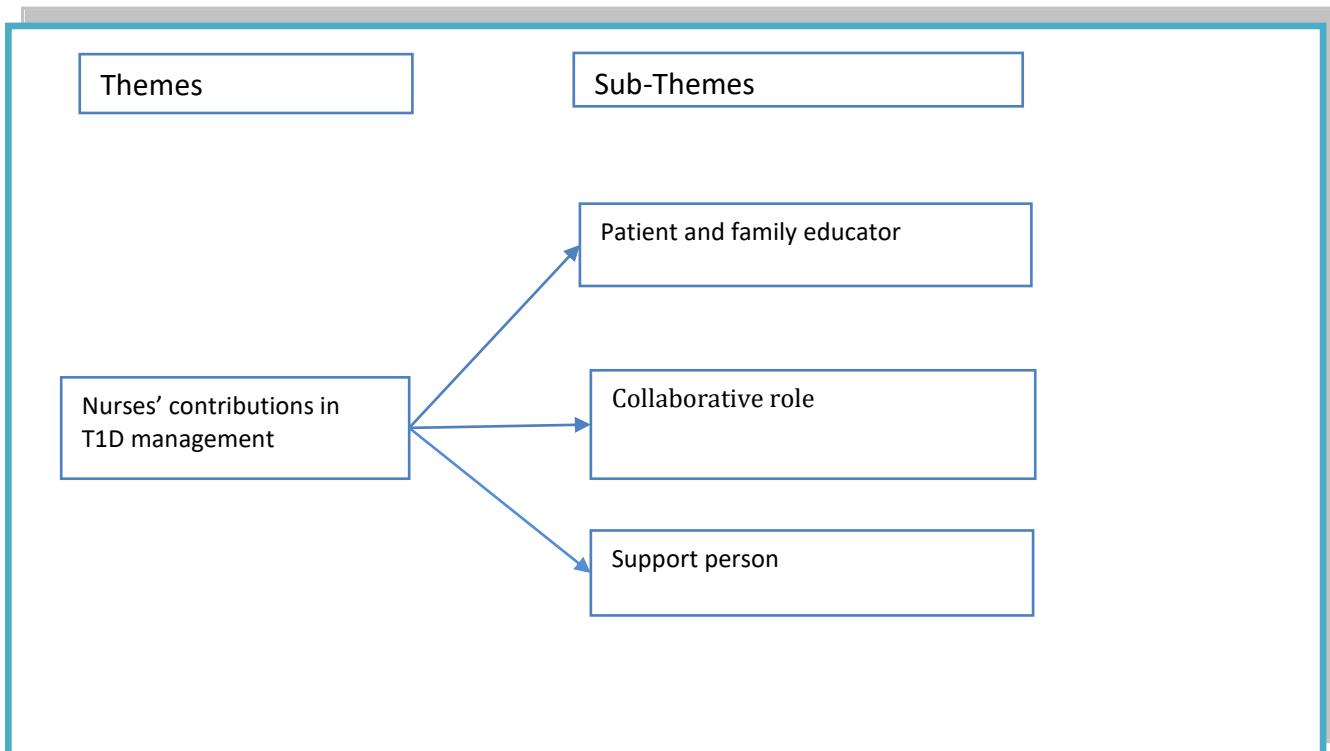 Themes
Sub-Themes
Patient and family educator
Nurses’ contributions in
T1D management
Collaborative role
Support person